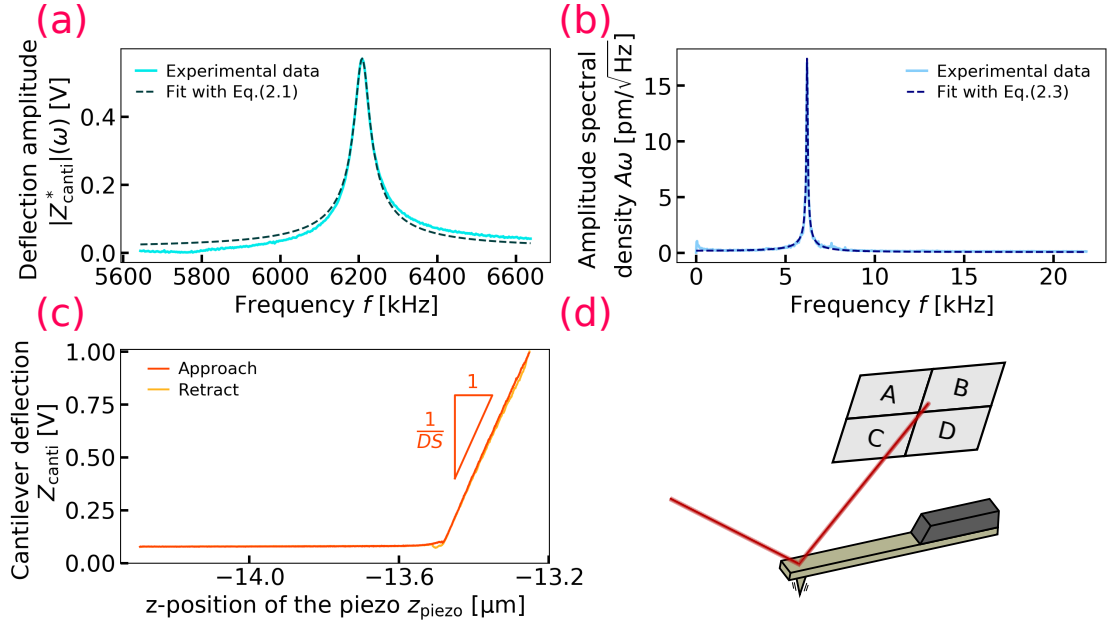 (a)
Deflection amplitude
|Z*canti|(ω) [V]
Experimental data
Fit with Eq.(2.1)
0.4
0.2
0.0
5600 5800 6000 6200 6400 6600
Frequency f [kHz]
(b)
Amplitude spectral
density Aω [pm/√Hz]
Experimental data
Fit with Eq.(2.3)
15
10
5
0
0 5 10 15 20
Frequency f [kHz]
(c)
Cantilever deflection
Zcanti [V]
Approach
Retract
1
1
DS
1.00
0.75
0.50
0.25
0.00
−14.0 −13.6 −13.2
z-position of the piezo zpiezo [µm]
(d)
A B
C D